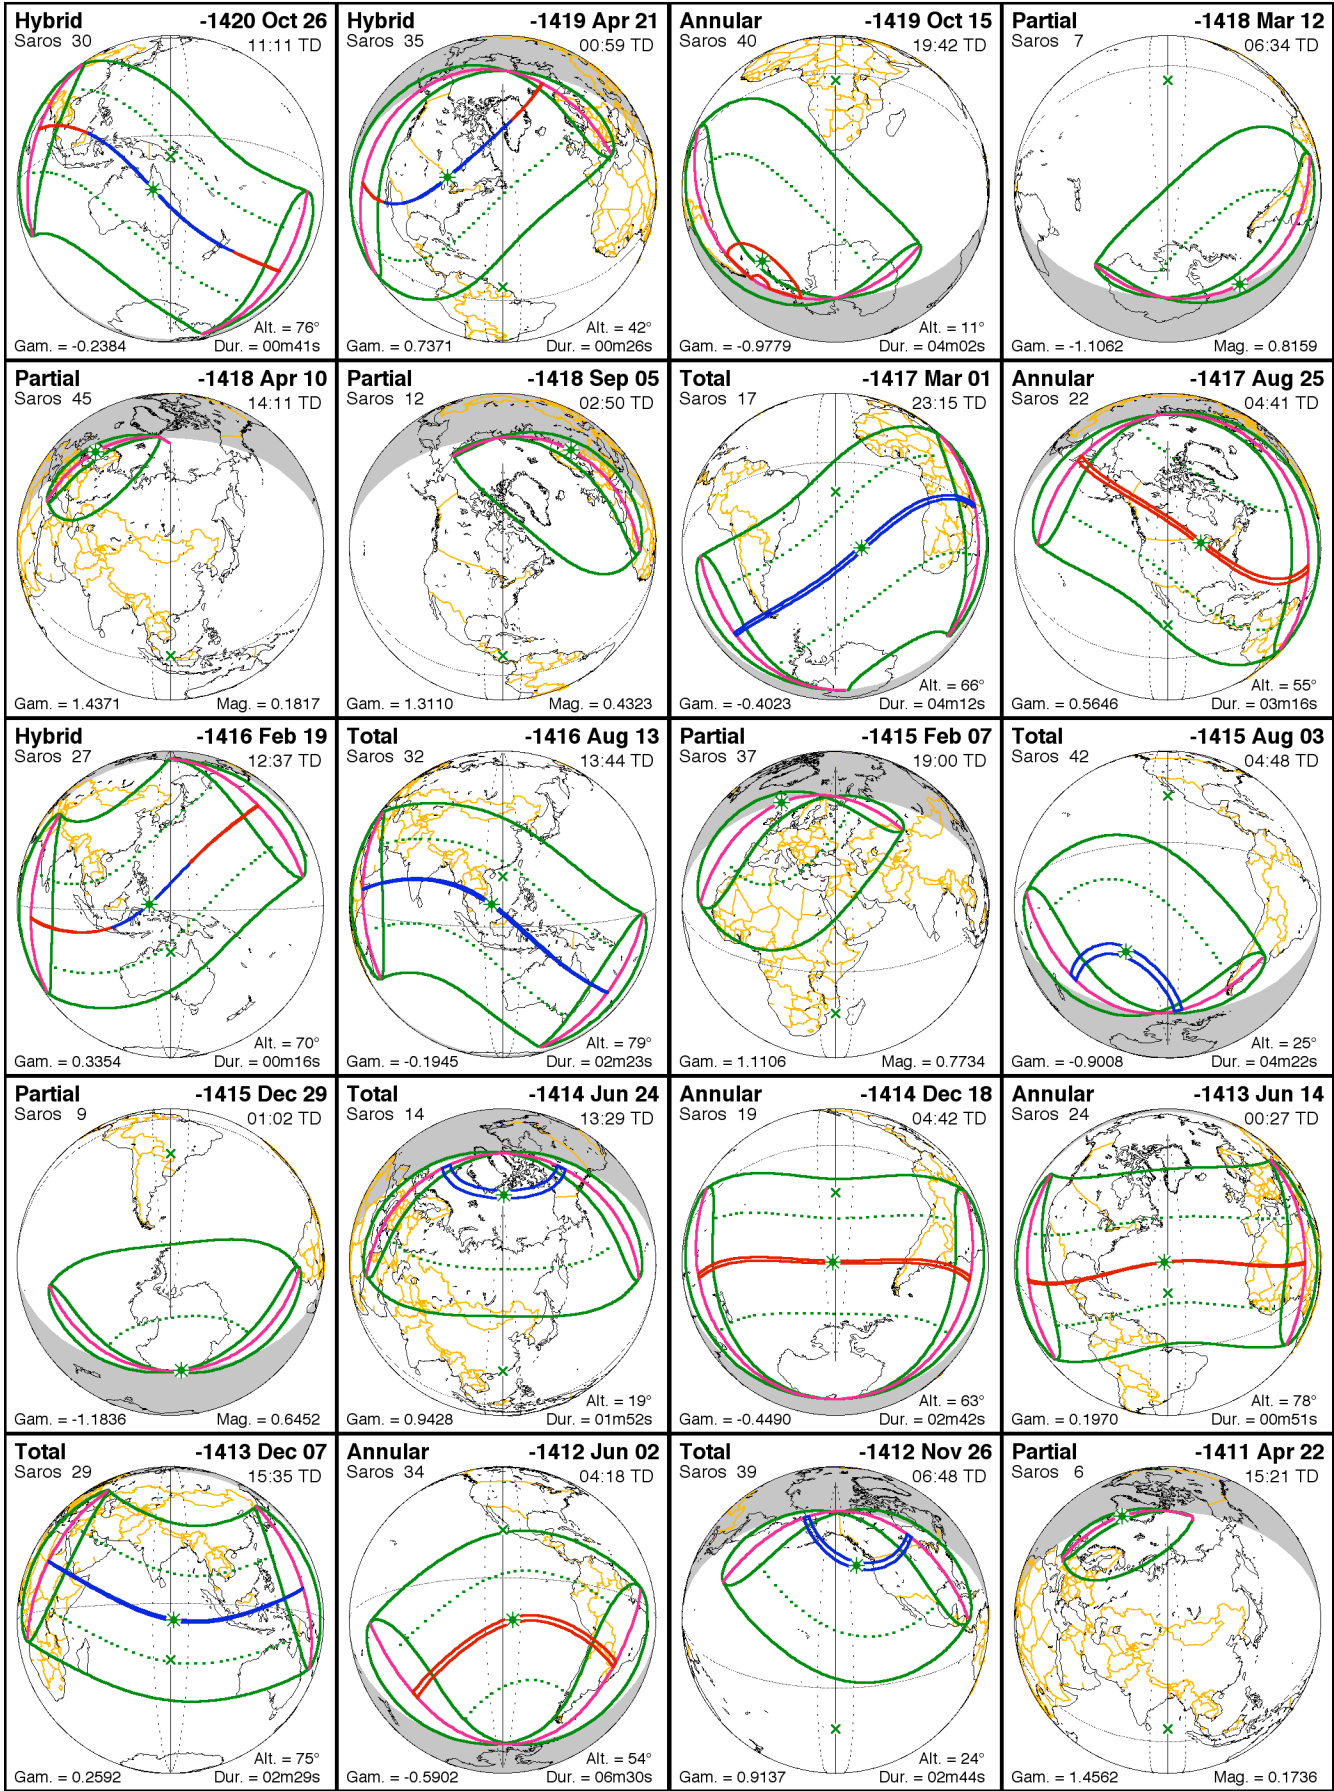 Hybrid -1420 Oct 26
Saros 30 11:11 TD
Alt. = 76°
Gam. = -0.2384 Dur. = 00m41s
Hybrid -1419 Apr 21
Saros 35 00:59 TD
Alt. = 42°
Gam. = 0.7371 Dur. = 00m26s
Annular -1419 Oct 15
Saros 40 19:42 TD
Alt. = 11°
Gam. = -0.9779 Dur. = 04m02s
Partial -1418 Mar 12
Saros 7 06:34 TD
Gam. = -1.1062 Mag. = 0.8159
Partial -1418 Apr 10
Saros 45 14:11 TD
Gam. = 1.4371 Mag. = 0.1817
Partial -1418 Sep 05
Saros 12 02:50 TD
Gam. = 1.3110 Mag. = 0.4323
Total -1417 Mar 01
Saros 17 23:15 TD
Alt. = 66°
Gam. = -0.4023 Dur. = 04m12s
Annular -1417 Aug 25
Saros 22 04:41 TD
Alt. = 55°
Gam. = 0.5646 Dur. = 03m16s
Hybrid -1416 Feb 19
Saros 27 12:37 TD
Alt. = 70°
Gam. = 0.3354 Dur. = 00m16s
Total -1416 Aug 13
Saros 32 13:44 TD
Alt. = 79°
Gam. = -0.1945 Dur. = 02m23s
Partial -1415 Feb 07
Saros 37 19:00 TD
Gam. = 1.1106 Mag. = 0.7734
Total -1415 Aug 03
Saros 42 04:48 TD
Alt. = 25°
Gam. = -0.9008 Dur. = 04m22s
Partial -1415 Dec 29
Saros 9 01:02 TD
Gam. = -1.1836 Mag. = 0.6452
Total -1414 Jun 24
Saros 14 13:29 TD
Alt. = 19°
Gam. = 0.9428 Dur. = 01m52s
Annular -1414 Dec 18
Saros 19 04:42 TD
Alt. = 63°
Gam. = -0.4490 Dur. = 02m42s
Annular -1413 Jun 14
Saros 24 00:27 TD
Alt. = 78°
Gam. = 0.1970 Dur. = 00m51s
Total -1413 Dec 07
Saros 29 15:35 TD
Alt. = 75°
Gam. = 0.2592 Dur. = 02m29s
Annular -1412 Jun 02
Saros 34 04:18 TD
Alt. = 54°
Gam. = -0.5902 Dur. = 06m30s
Total -1412 Nov 26
Saros 39 06:48 TD
Alt. = 24°
Gam. = 0.9137 Dur. = 02m44s
Partial -1411 Apr 22
Saros 6 15:21 TD
Gam. = 1.4562 Mag. = 0.1736